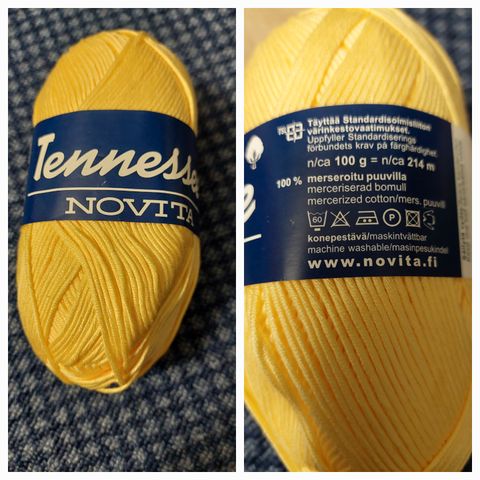 Tennesse
NOVITA
Täyttää Standardisoimisliiton
värinkestovaatimukset.
Uppfyller Standardiserings
förbundets krav på färghärdighet.
n/ca 100 g = n/ca 214 m
100 % merseroitu puuvilla
merceriserad bomull
mercerized cotton/mers. puuvill
60 P
konepestävä/maskintvättbar
machine washable/masinpesukindel
www.novita.fi
e